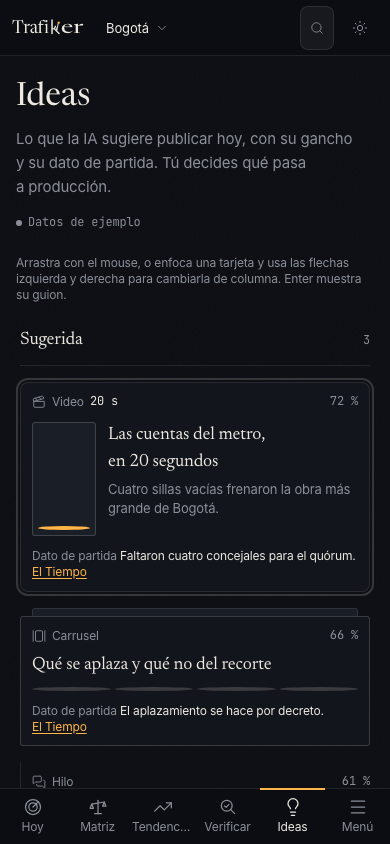 Trafiker
Bogotá
Ideas
Lo que la IA sugiere publicar hoy, con su gancho
y su dato de partida. Tú decides qué pasa
a producción.
Datos de ejemplo
Arrastra con el mouse, o enfoca una tarjeta y usa las flechas
izquierda y derecha para cambiarla de columna. Enter muestra
su guion.
Sugerida 3
Video 20 s 72 %
Las cuentas del metro,
en 20 segundos
Cuatro sillas vacías frenaron la obra más
grande de Bogotá.
Dato de partida Faltaron cuatro concejales para el quórum.
El Tiempo
Carrusel 66 %
Qué se aplaza y qué no del recorte
Dato de partida El aplazamiento se hace por decreto.
El Tiempo
Hilo 61 %
Hoy Matriz Tendenc... Verificar Ideas Menú